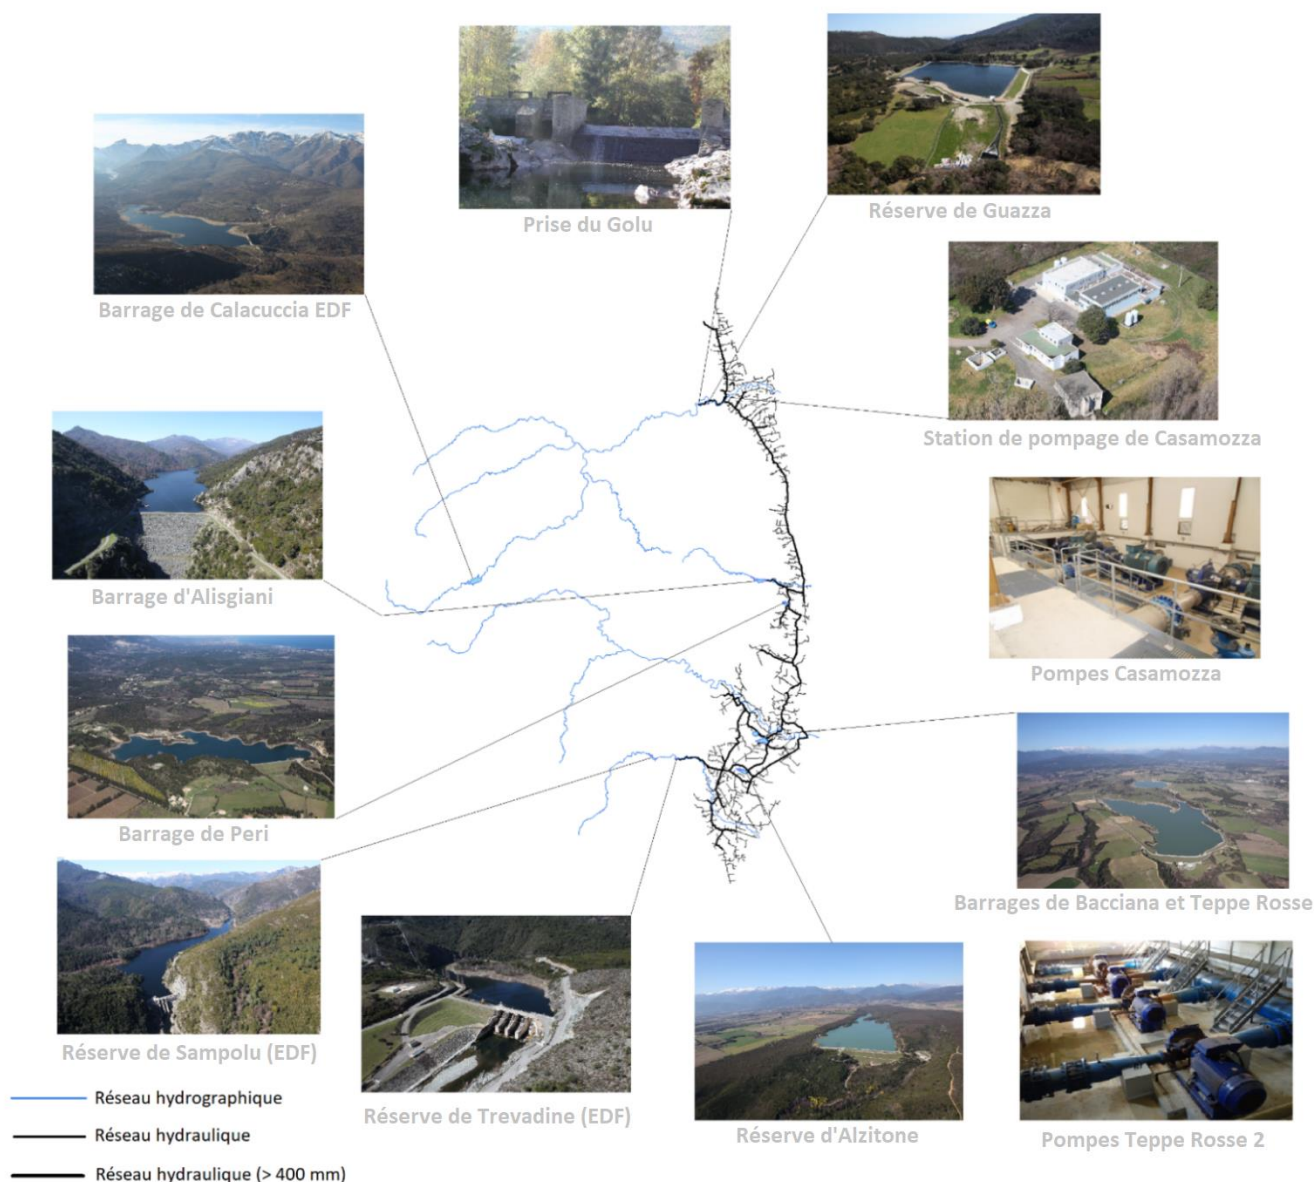 Prise du Golu
Réserve de Guazza
Barrage de Calacuccia EDF
Station de pompage de Casamozza
Barrage d'Alisgiani
Pompes Casamozza
Barrage de Peri
Barrages de Bacciana et Teppe Rosse
Réserve de Sampolu (EDF)
Réserve de Trevadine (EDF)
Réserve d'Alzitone
Pompes Teppe Rosse 2
Réseau hydrographique
Réseau hydraulique
Réseau hydraulique (> 400 mm)